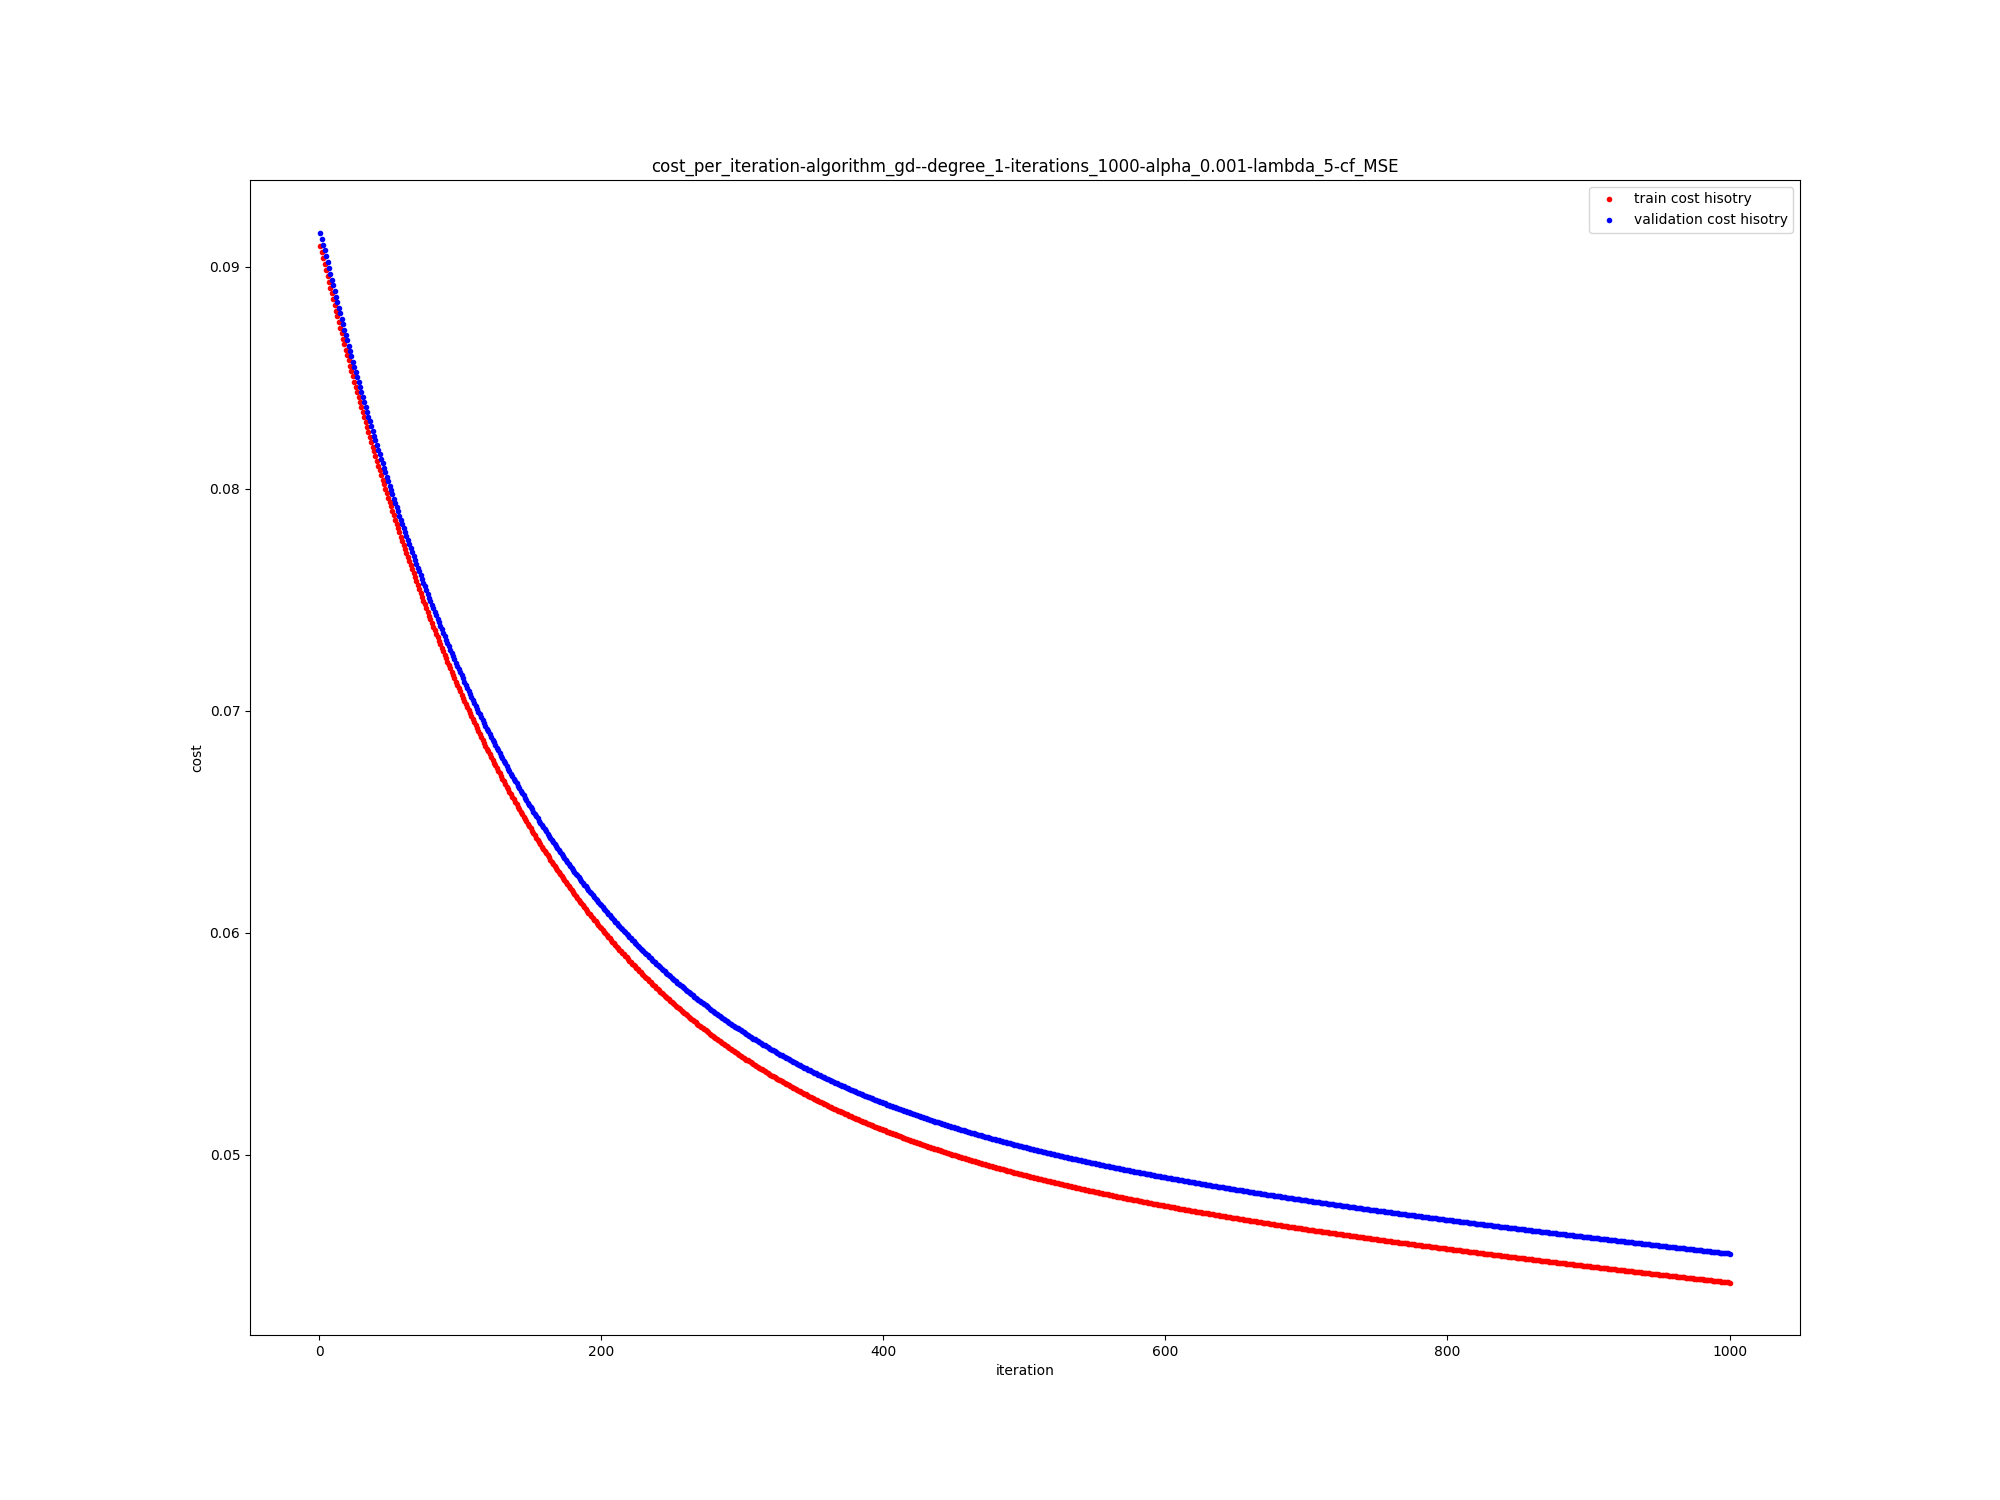 cost_per_iteration-algorithm_gd--degree_1-iterations_1000-alpha_0.001-lambda_5-cf_MSE
train cost hisotry
validation cost hisotry
0.09
0.08
0.07
0.06
0.05
cost
0 200 400 600 800 1000
iteration